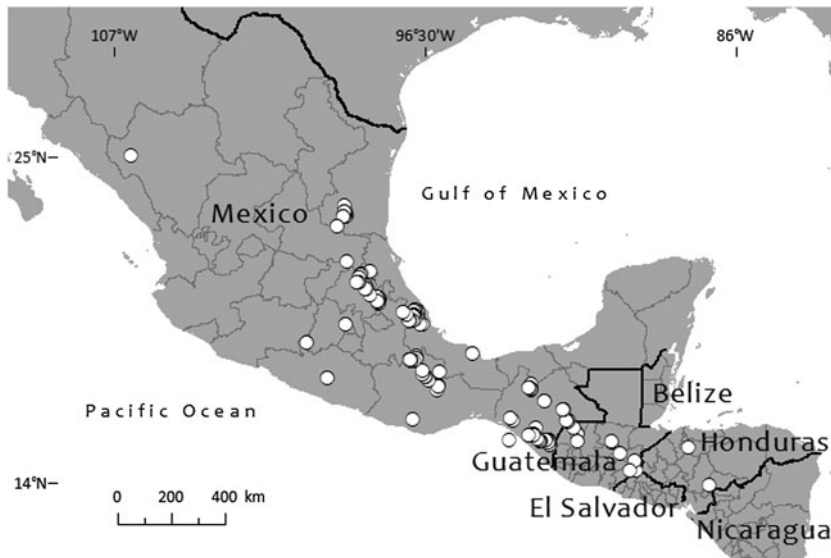 107°W 96°30'W 86°W
25°N
Gulf of Mexico
Mexico
Belize
Pacific Ocean
Honduras
Guatemala
14°N
0 200 400 km
El Salvador
Nicaragua